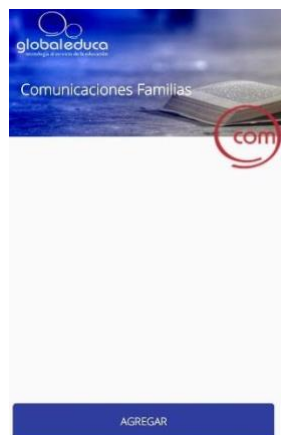 globaleduca
tecnología al servicio de la educación
Comunicaciones Familias
com
AGREGAR